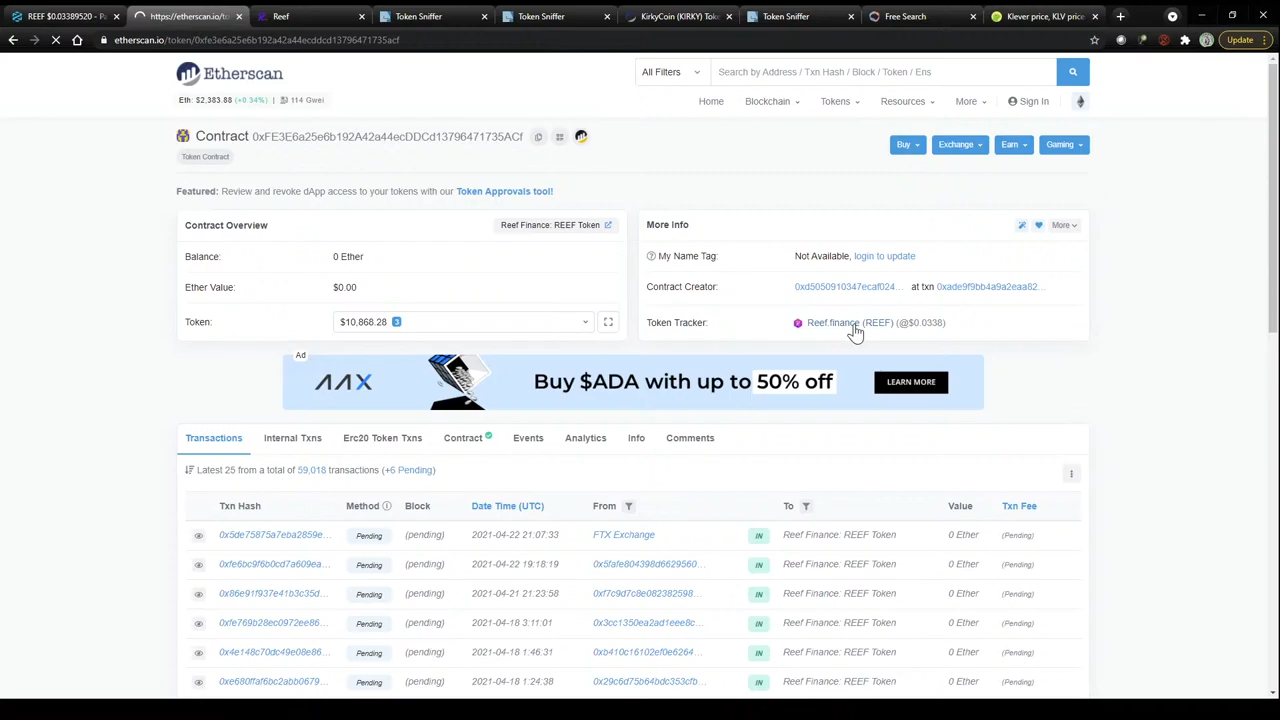 REEF $0.03389520
https://etherscan.io/to
Reef
Token Sniffer
Token Sniffer
KirkyCoin (KIRKY) Tok
Token Sniffer
Free Search
Klever price, KLV price
etherscan.io/token/0xfe3e6a25e6b192a42a44ecddcd13796471735acf
Update
Etherscan
All Filters
Search by Address / Txn Hash / Block / Token / Ens
Eth: $2,383.88 (+0.34%) | 114 Gwei
Home Blockchain Tokens Resources More Sign In
Contract 0xFE3E6a25e6b192A42a44ecDDCd13796471735ACf
Buy Exchange Earn Gaming
Token Contract
Featured: Review and revoke dApp access to your tokens with our Token Approvals tool!
Contract Overview
Reef Finance: REEF Token
Balance: 0 Ether
Ether Value: $0.00
Token: $10,868.28 3
More Info
More
My Name Tag: Not Available, login to update
Contract Creator: 0xd5050910347ecaf024... at txn 0xade9f9bb4a9a2eaa82...
Token Tracker: Reef.finance (REEF) (@$0.0338)
Ad
AAX
Buy $ADA with up to 50% off
LEARN MORE
Transactions Internal Txns Erc20 Token Txns Contract Events Analytics Info Comments
Latest 25 from a total of 59,018 transactions (+6 Pending)
Txn Hash Method Block Date Time (UTC) From To Value Txn Fee
0x5de75875a7eba2859e... Pending (pending) 2021-04-22 21:07:33 FTX Exchange IN Reef Finance: REEF Token 0 Ether (Pending)
0xfe6bc9f6b0cd7a609ea... Pending (pending) 2021-04-22 19:18:19 0x5fafe804398d6629560... IN Reef Finance: REEF Token 0 Ether (Pending)
0x86e91f937e41b3c35d... Pending (pending) 2021-04-21 21:23:58 0xf7c9d7c8e082382598... IN Reef Finance: REEF Token 0 Ether (Pending)
0xfe769b28ec0972ee86... Pending (pending) 2021-04-18 3:11:01 0x3cc1350ea2ad1eee8c... IN Reef Finance: REEF Token 0 Ether (Pending)
0x4e148c70dc49e08e86... Pending (pending) 2021-04-18 1:46:31 0xb410c16102ef0e6264... IN Reef Finance: REEF Token 0 Ether (Pending)
0xe680ffaf6bc2abb0679... Pending (pending) 2021-04-18 1:24:38 0x29c6d75b64bdc353cfb... IN Reef Finance: REEF Token 0 Ether (Pending)